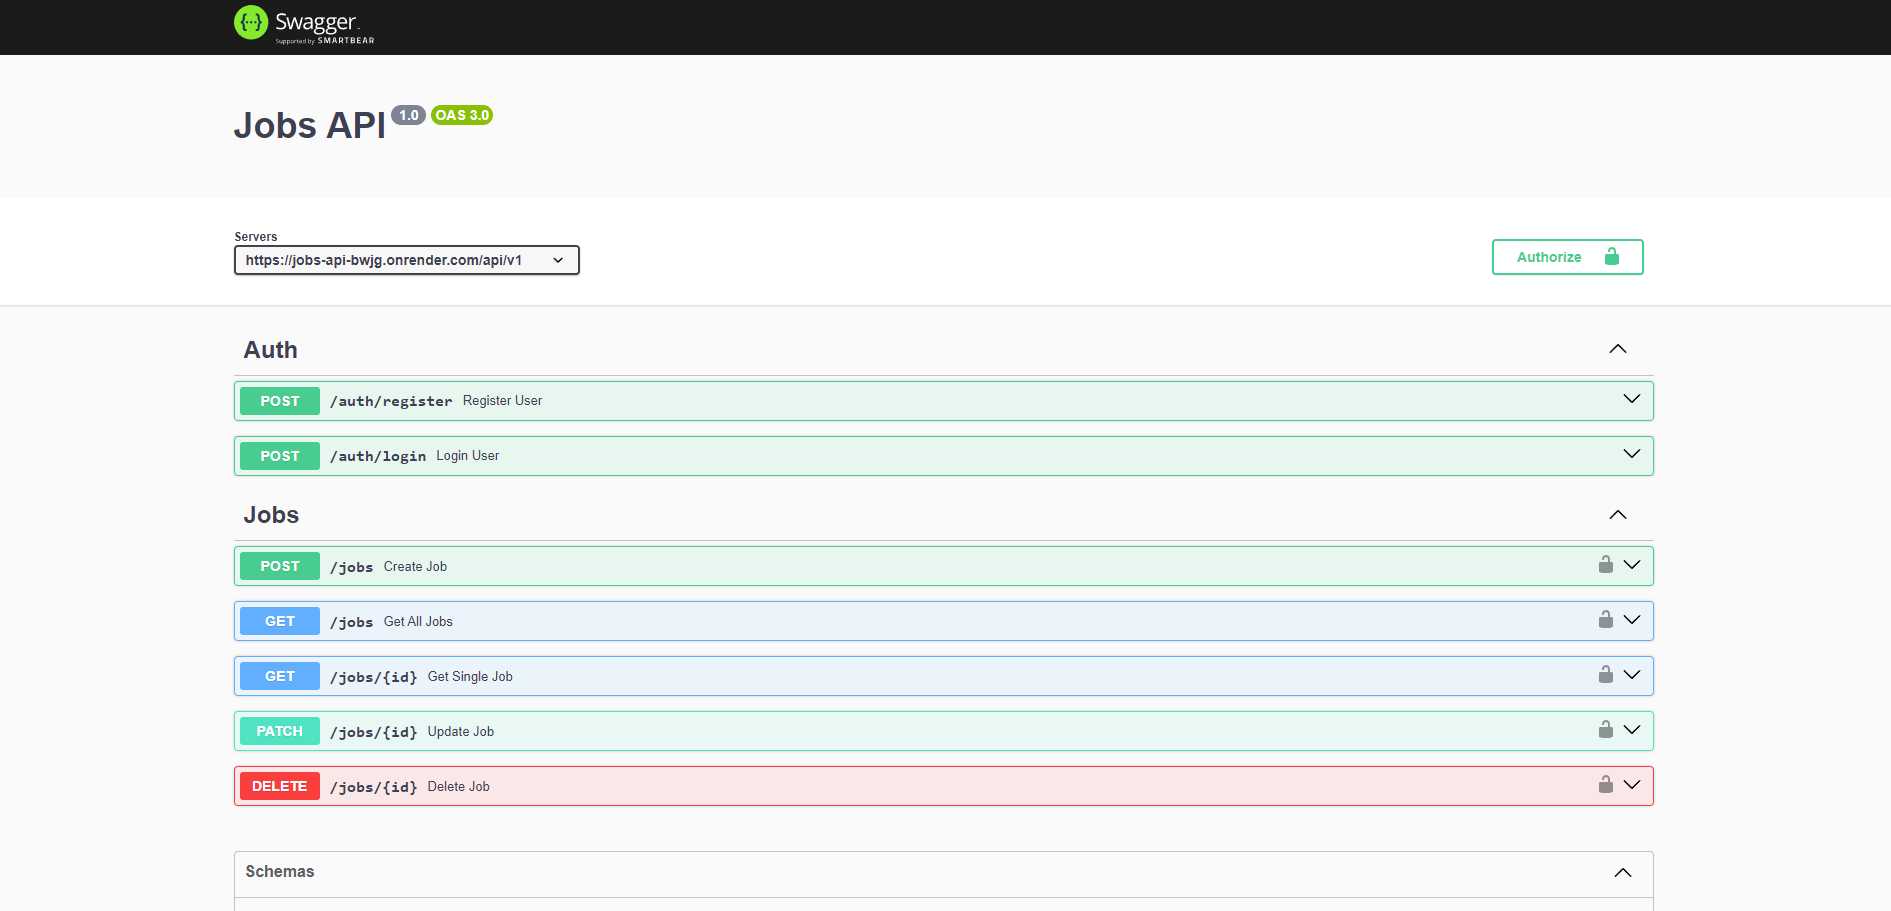 Swagger
Supported by SMARTBEAR
Jobs API 1.0 OAS 3.0
Servers
https://jobs-api-bwjg.onrender.com/api/v1
Authorize
Auth
POST /auth/register Register User
POST /auth/login Login User
Jobs
POST /jobs Create Job
GET /jobs Get All Jobs
GET /jobs/{id} Get Single Job
PATCH /jobs/{id} Update Job
DELETE /jobs/{id} Delete Job
Schemas